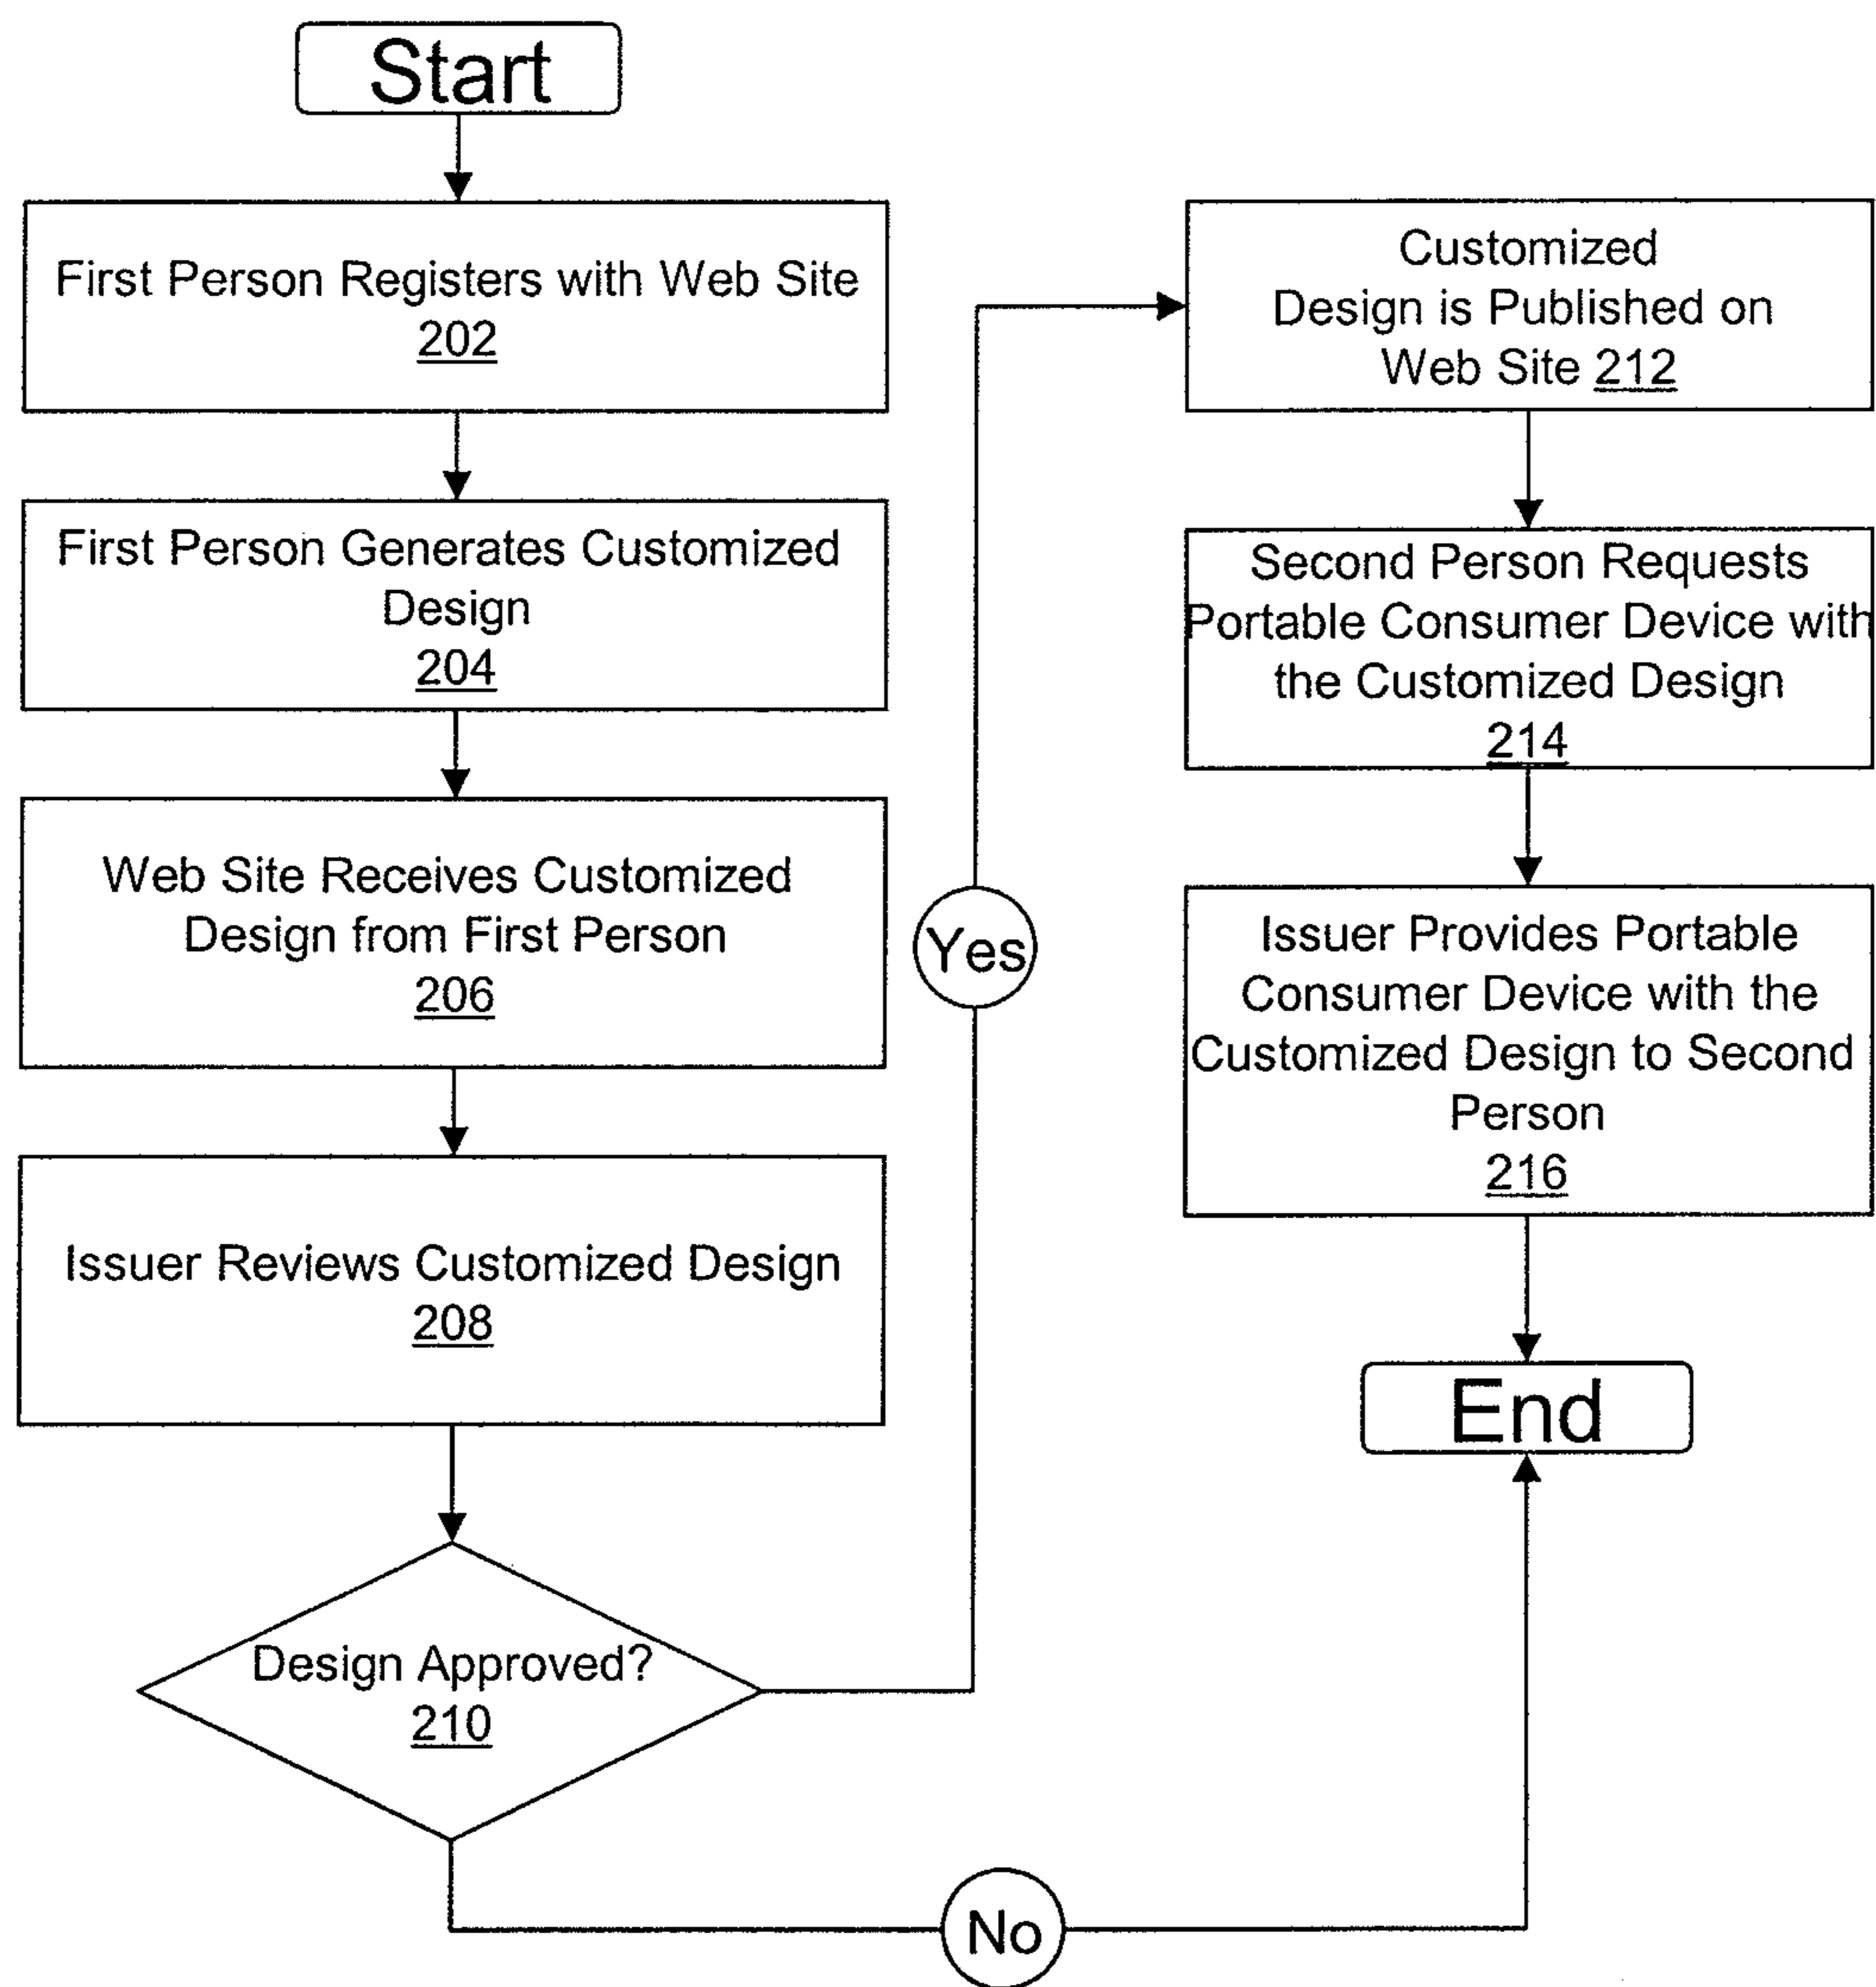 Start
First Person Registers with Web Site
202
First Person Generates Customized
Design
204
Web Site Receives Customized
Design from First Person
206
Issuer Reviews Customized Design
208
Design Approved?
210
Yes
No
Customized
Design is Published on
Web Site 212
Second Person Requests
Portable Consumer Device with
the Customized Design
214
Issuer Provides Portable
Consumer Device with the
Customized Design to Second
Person
216
End